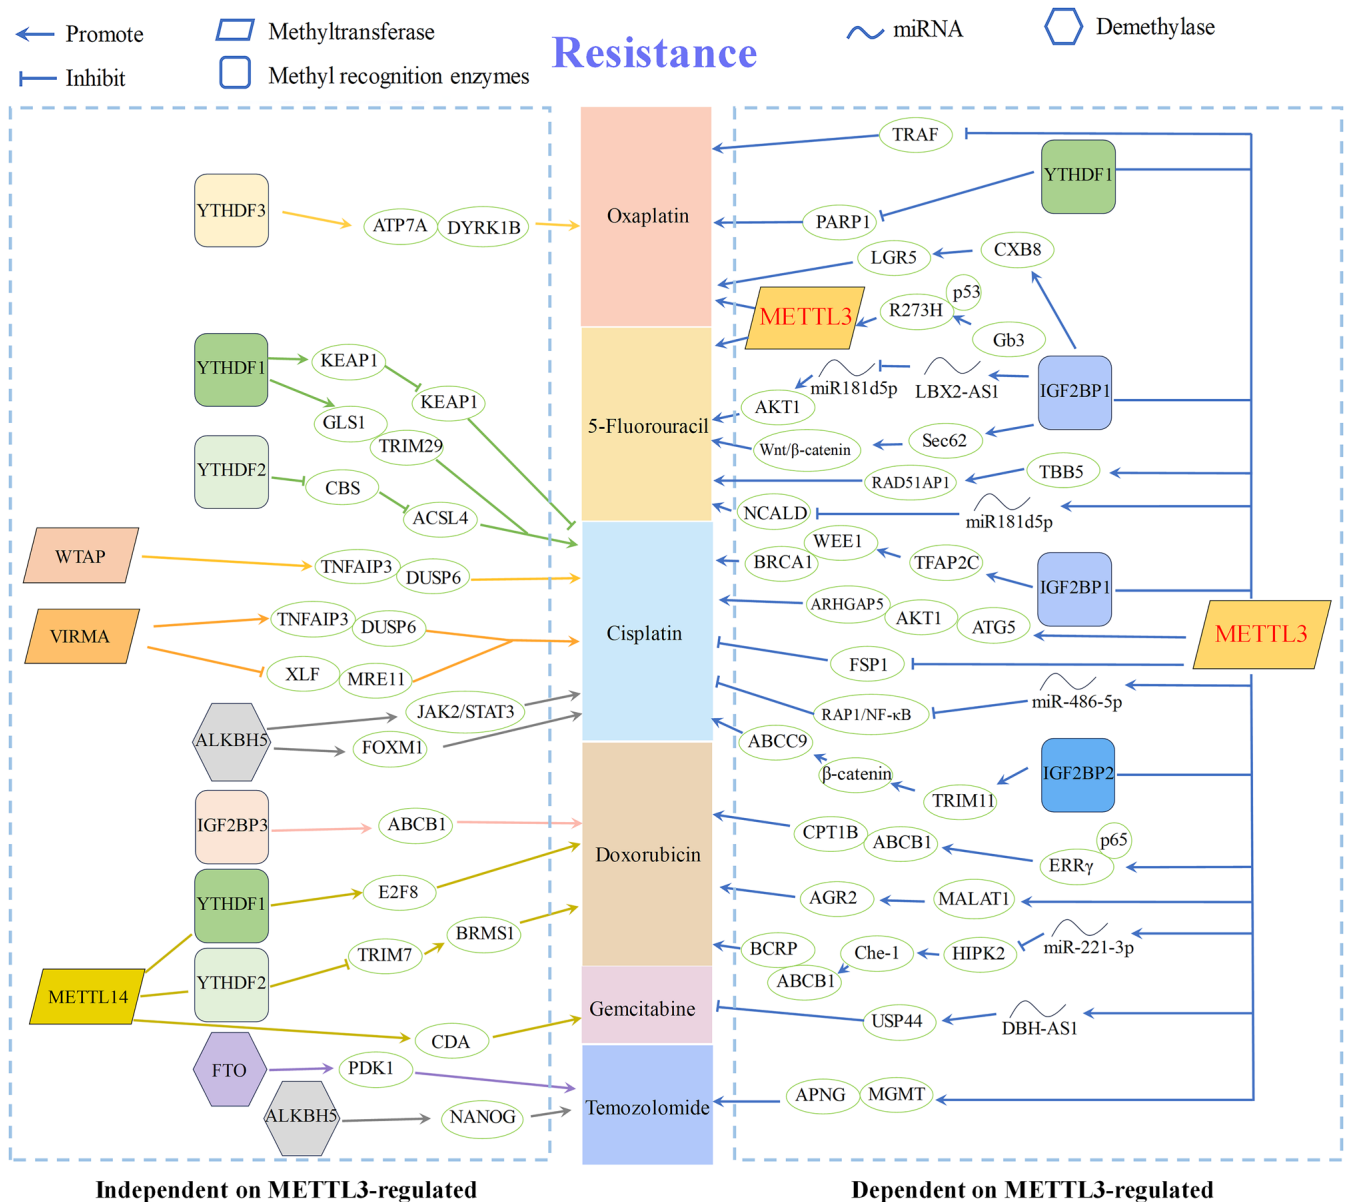 Promote
Methyltransferase
Resistance
miRNA
Demethylase
Inhibit
Methyl recognition enzymes
YTHDF3
ATP7A
DYRK1B
YTHDF1
KEAP1
KEAP1
GLS1
TRIM29
YTHDF2
CBS
ACSL4
WTAP
TNFAIP3
DUSP6
VIRMA
TNFAIP3
DUSP6
XLF
MRE11
ALKBH5
JAK2/STAT3
FOXM1
IGF2BP3
ABCB1
YTHDF1
E2F8
YTHDF2
TRIM7
BRMS1
METTL14
CDA
FTO
PDK1
ALKBH5
NANOG
Oxaplatin
5-Fluorouracil
Cisplatin
Doxorubicin
Gemcitabine
Temozolomide
TRAF
YTHDF1
PARP1
LGR5
CXB8
METTL3
R273H
p53
Gb3
miR181d5p
LBX2-AS1
IGF2BP1
AKT1
Wnt/β-catenin
Sec62
RAD51AP1
TBB5
NCALD
miR181d5p
WEE1
BRCA1
TFAP2C
IGF2BP1
ARHGAP5
AKT1
ATG5
METTL3
FSP1
miR-486-5p
RAP1/NF-κB
ABCC9
β-catenin
TRIM11
IGF2BP2
CPT1B
ABCB1
p65
ERRγ
AGR2
MALAT1
BCRP
ABCB1
Che-1
HIPK2
miR-221-3p
USP44
DBH-AS1
APNG
MGMT
Independent on METTL3-regulated
Dependent on METTL3-regulated